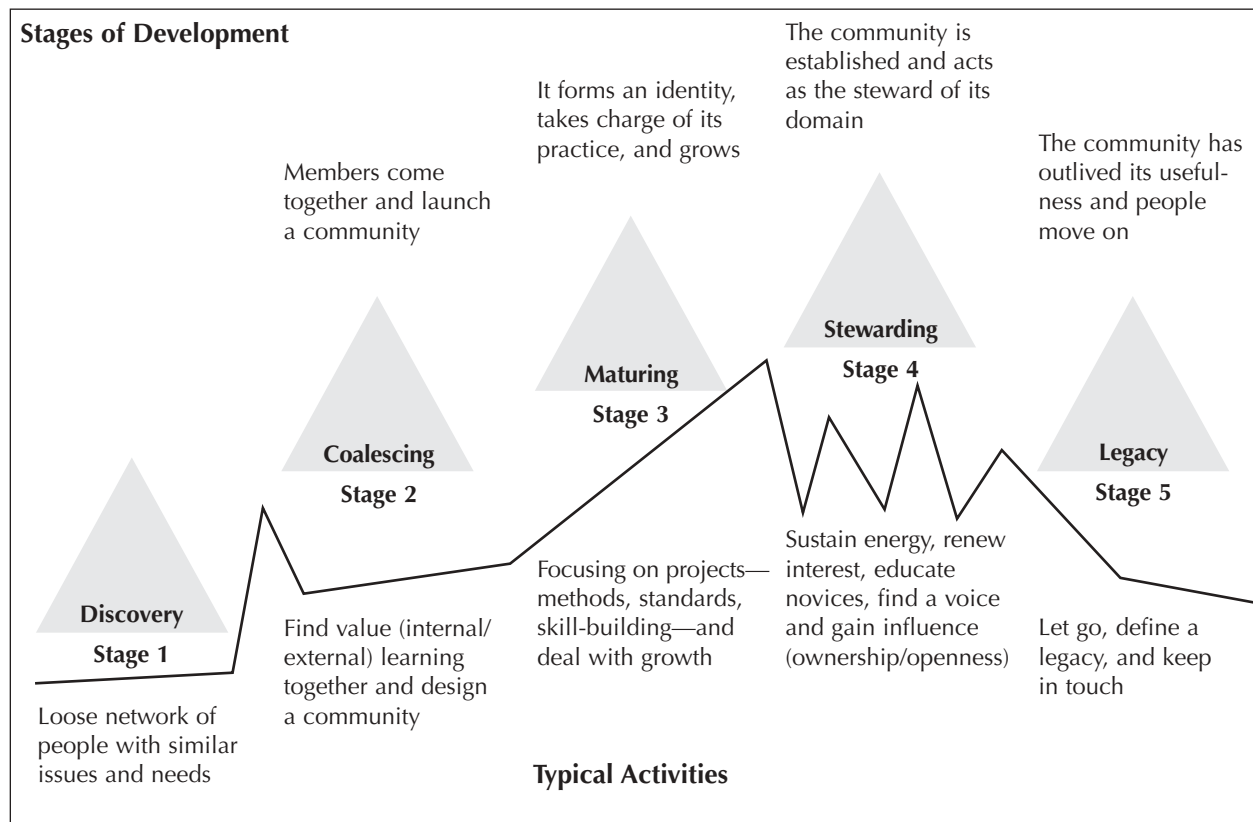 Stages of Development
Members come
together and launch
a community
It forms an identity,
takes charge of its
practice, and grows
The community is
established and acts
as the steward of its
domain
The community has
outlived its useful-
ness and people
move on
Discovery
Stage 1
Coalescing
Stage 2
Maturing
Stage 3
Stewarding
Stage 4
Legacy
Stage 5
Loose network of
people with similar
issues and needs
Find value (internal/
external) learning
together and design
a community
Focusing on projects—
methods, standards,
skill-building—and
deal with growth
Sustain energy, renew
interest, educate
novices, find a voice
and gain influence
(ownership/openness)
Let go, define a
legacy, and keep
in touch
Typical Activities